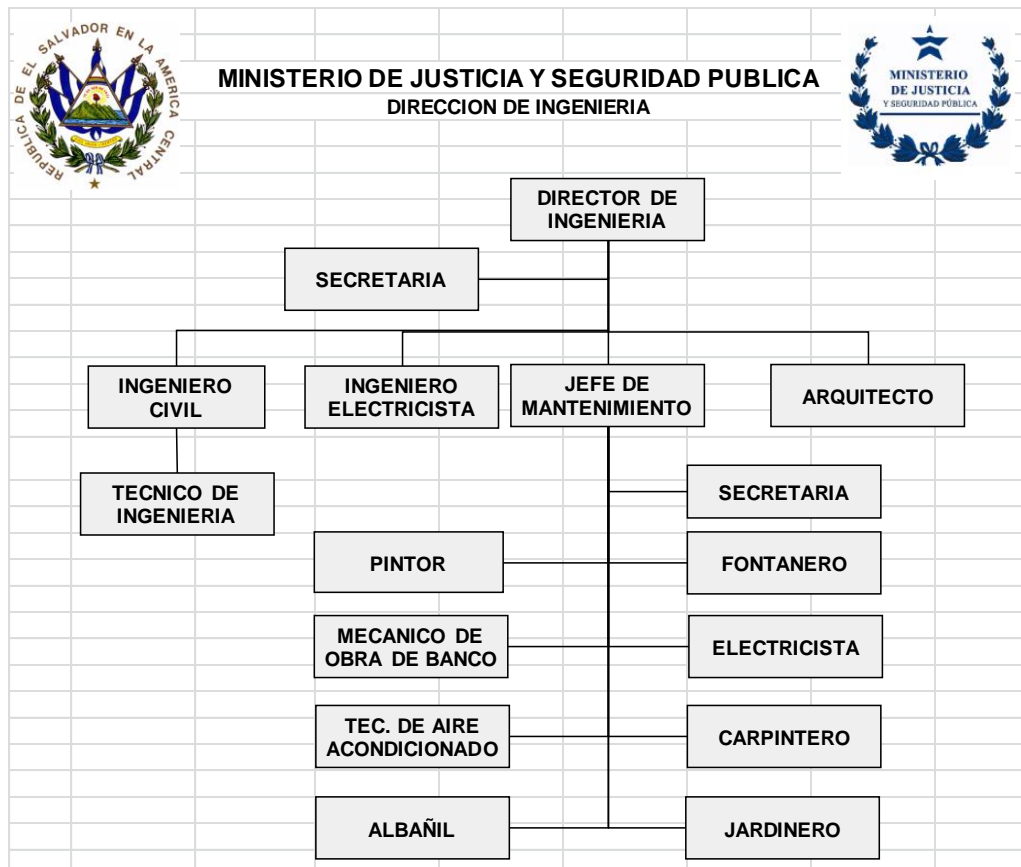 REPUBLICA DE EL SALVADOR EN LA AMERICA CENTRAL
MINISTERIO DE JUSTICIA Y SEGURIDAD PUBLICA
DIRECCION DE INGENIERIA
MINISTERIO
DE JUSTICIA
Y SEGURIDAD PÚBLICA
DIRECTOR DE
INGENIERIA
SECRETARIA
INGENIERO
CIVIL
INGENIERO
ELECTRICISTA
JEFE DE
MANTENIMIENTO
ARQUITECTO
TECNICO DE
INGENIERIA
SECRETARIA
PINTOR
FONTANERO
MECANICO DE
OBRA DE BANCO
ELECTRICISTA
TEC. DE AIRE
ACONDICIONADO
CARPINTERO
ALBAÑIL
JARDINERO